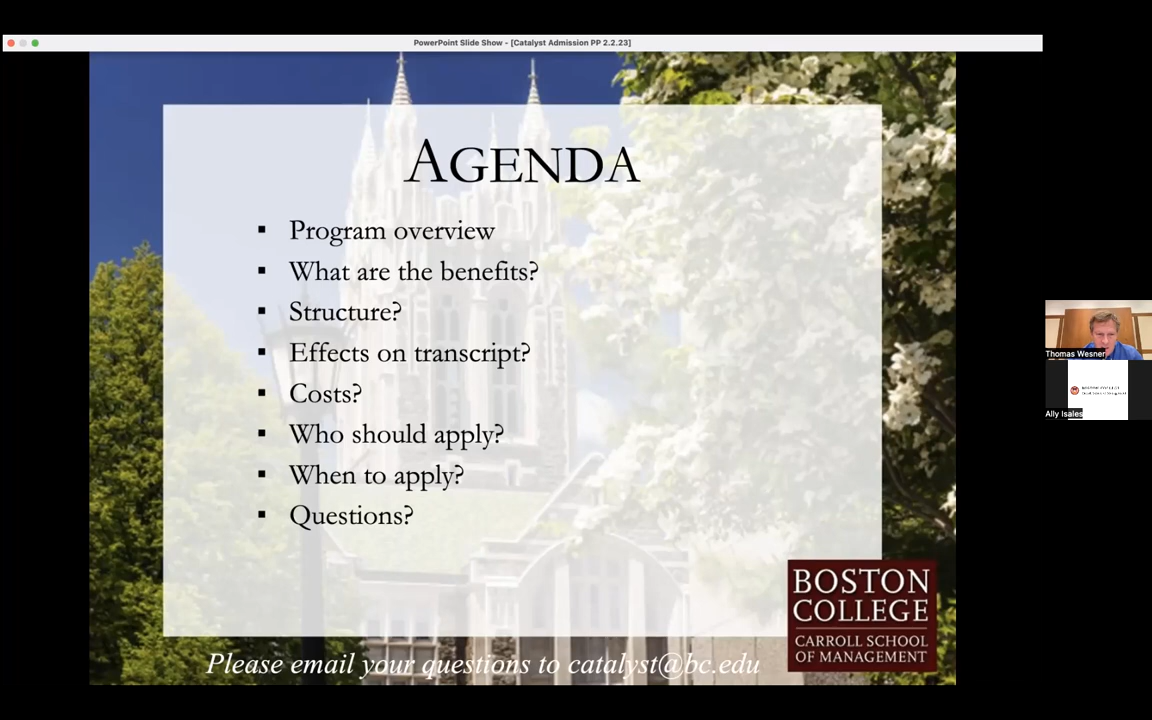 PowerPoint Slide Show - [Catalyst Admission PP 2.2.23]
AGENDA
▪ Program overview
▪ What are the benefits?
▪ Structure?
▪ Effects on transcript?
▪ Costs?
▪ Who should apply?
▪ When to apply?
▪ Questions?
BOSTON
COLLEGE
CARROLL SCHOOL
OF MANAGEMENT
Please email your questions to catalyst@bc.edu
Thomas Wesner
BOSTON COLLEGE
Ally Isales